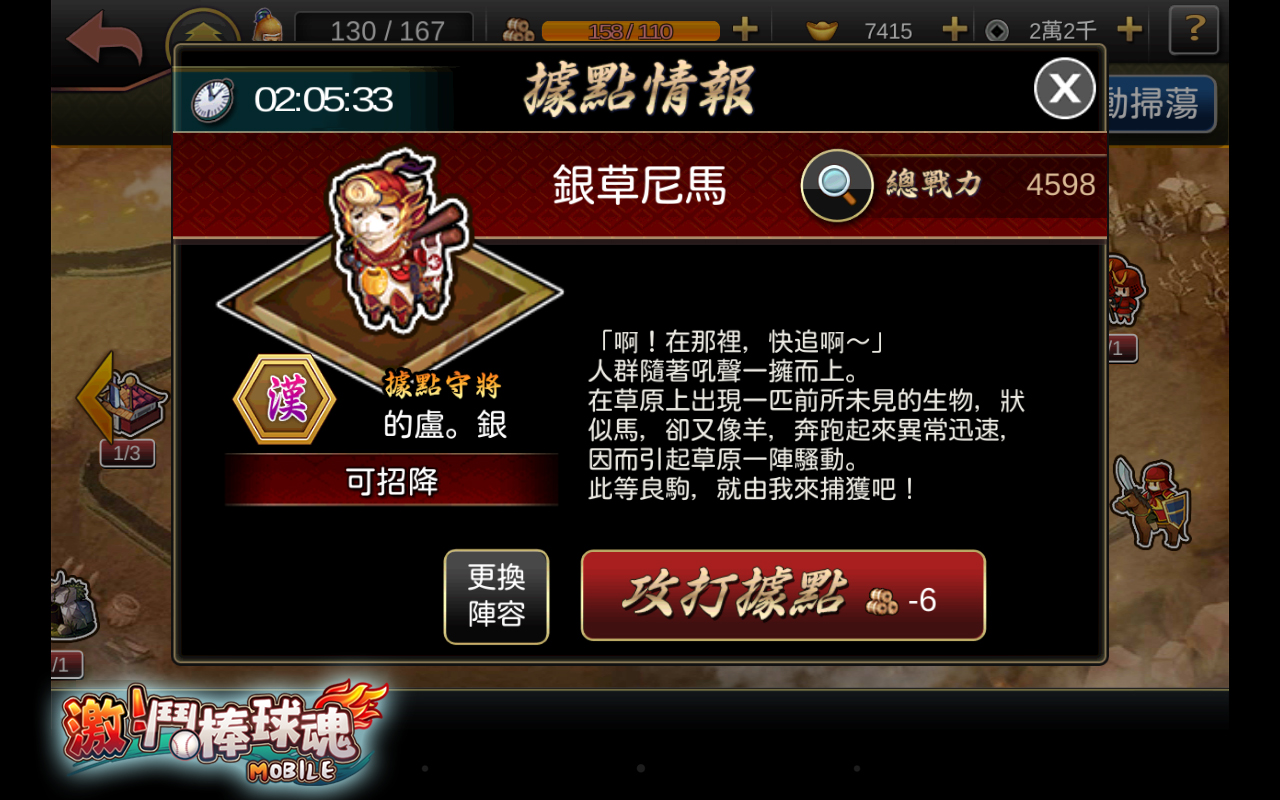 130 / 167
158 / 110
7415
2萬2千
?
02:05:33
據點情報
X
動掃蕩
銀草尼馬
總戰力
4598
「啊！在那裡，快追啊～」
人群隨著吼聲一擁而上。
在草原上出現一匹前所未見的生物，狀
似馬，卻又像羊，奔跑起來異常迅速，
因而引起草原一陣騷動。
此等良駒，就由我來捕獲吧！
漢
據點守將
的盧。銀
可招降
1/3
/1
/1
更換
陣容
攻打據點
-6
激!鬥棒球魂
MOBILE